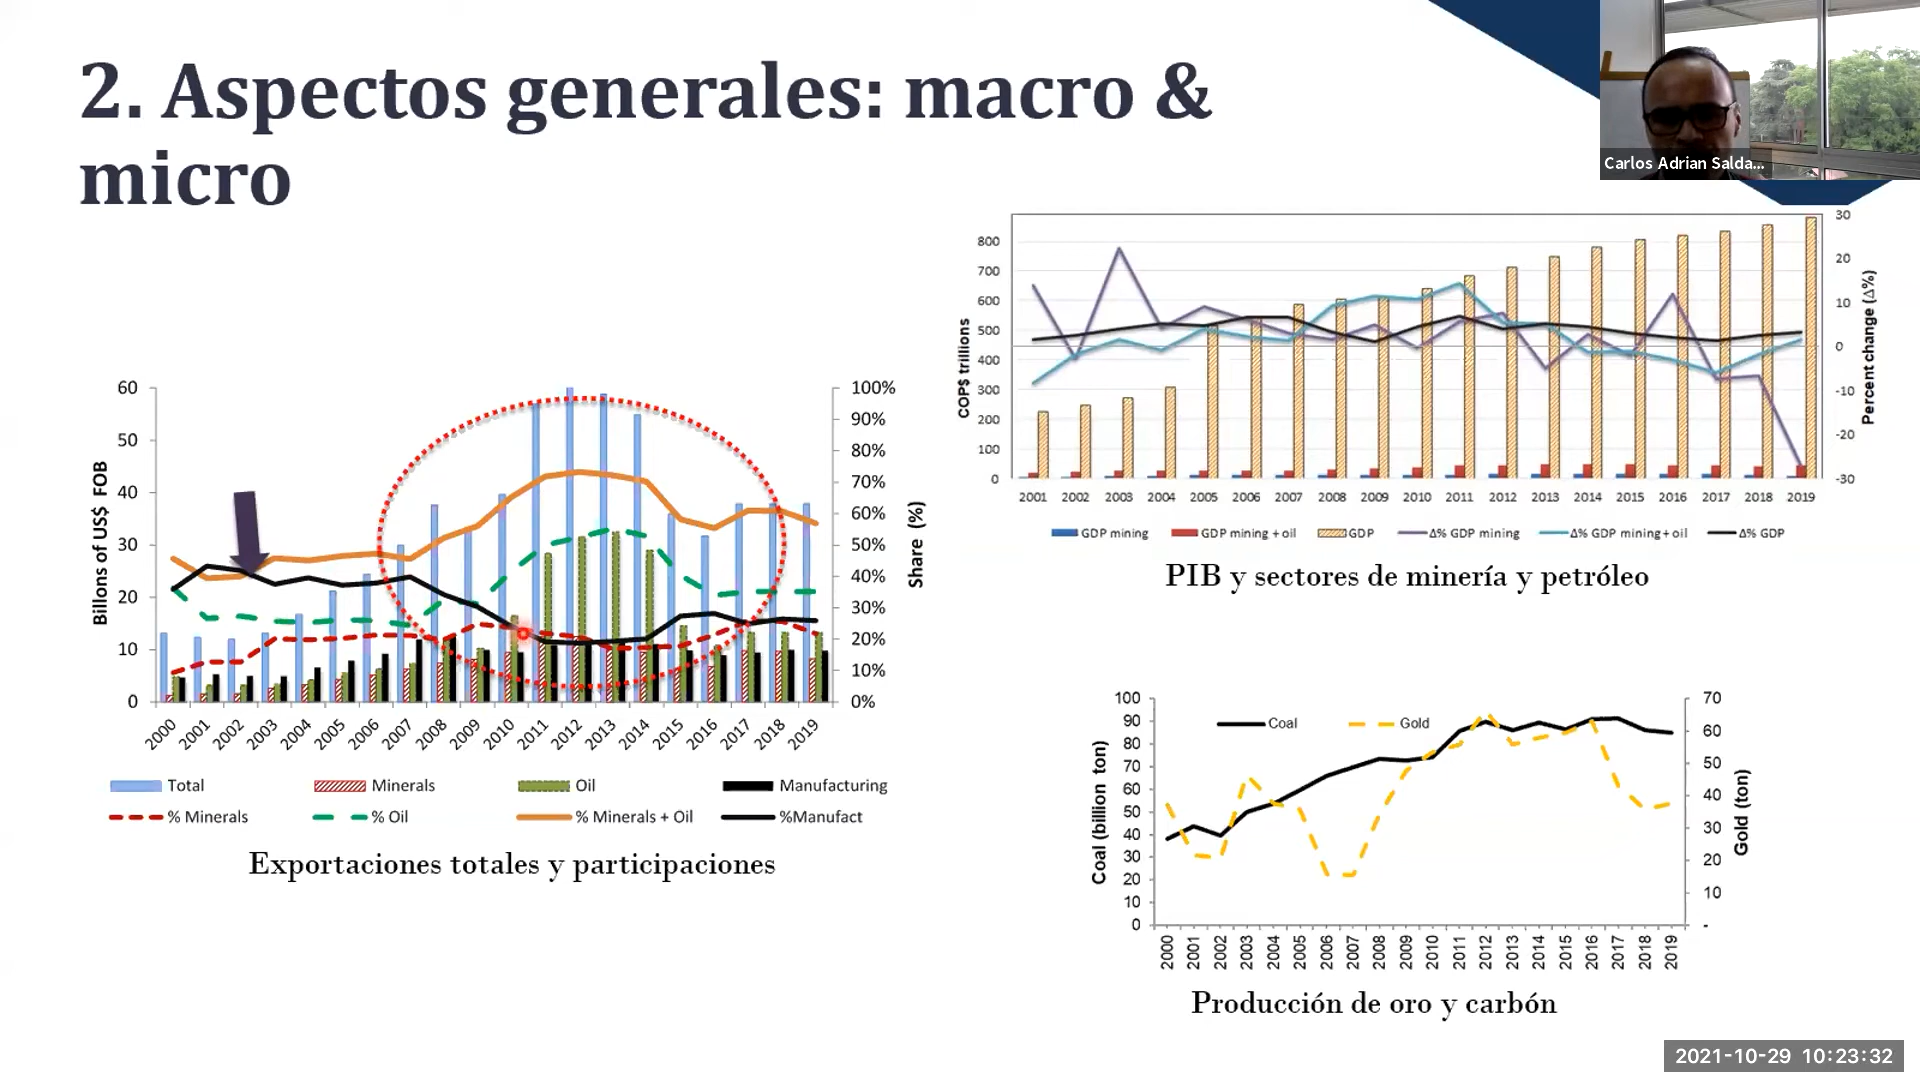 2. Aspectos generales: macro &
micro
Carlos Adrian Salda...
60
50
40
30
20
10
0
Billions of US$ FOB
100%
90%
80%
70%
60%
50%
40%
30%
20%
10%
0%
Share (%)
2000 2001 2002 2003 2004 2005 2006 2007 2008 2009 2010 2011 2012 2013 2014 2015 2016 2017 2018 2019
Total Minerals Oil Manufacturing
% Minerals % Oil % Minerals + Oil %Manufact
Exportaciones totales y participaciones
800
700
600
500
400
300
200
100
0
COP$ trillions
30
20
10
0
-10
-20
-30
Percent change (Δ%)
2001 2002 2003 2004 2005 2006 2007 2008 2009 2010 2011 2012 2013 2014 2015 2016 2017 2018 2019
GDP mining GDP mining + oil GDP Δ% GDP mining Δ% GDP mining + oil Δ% GDP
PIB y sectores de minería y petróleo
100
90
80
70
60
50
40
30
20
10
0
Coal (billion ton)
Coal Gold
70
60
50
40
30
20
10
-
Gold (ton)
2000 2001 2002 2003 2004 2005 2006 2007 2008 2009 2010 2011 2012 2013 2014 2015 2016 2017 2018 2019
Producción de oro y carbón
2021-10-29 10:23:32